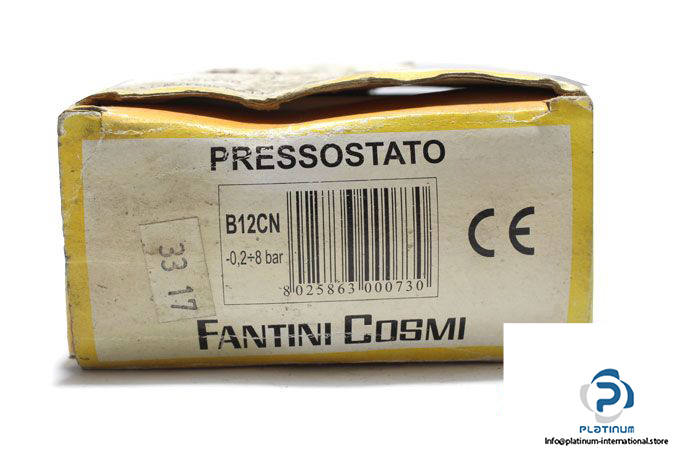 PRESSOSTATO
B12CN
-0,2÷8 bar
8 025863 000730
CE
33 17
FANTINI COSMI
PLATINUM
Info@platinum-international.store